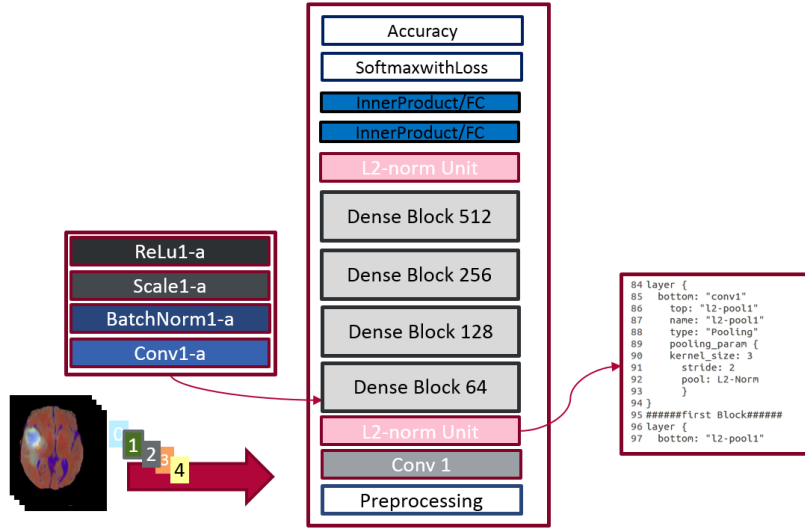 Accuracy
SoftmaxwithLoss
InnerProduct/FC
InnerProduct/FC
L2-norm Unit
Dense Block 512
Dense Block 256
Dense Block 128
Dense Block 64
L2-norm Unit
Conv 1
Preprocessing
ReLu1-a
Scale1-a
BatchNorm1-a
Conv1-a
0
1
2
3
4
84 layer {
85 bottom: "conv1"
86 top: "l2-pool1"
87 name: "l2-pool1"
88 type: "Pooling"
89 pooling_param {
90 kernel_size: 3
91 stride: 2
92 pool: L2-Norm
93 }
94 }
95 ######first Block######
96 layer {
97 bottom: "l2-pool1"